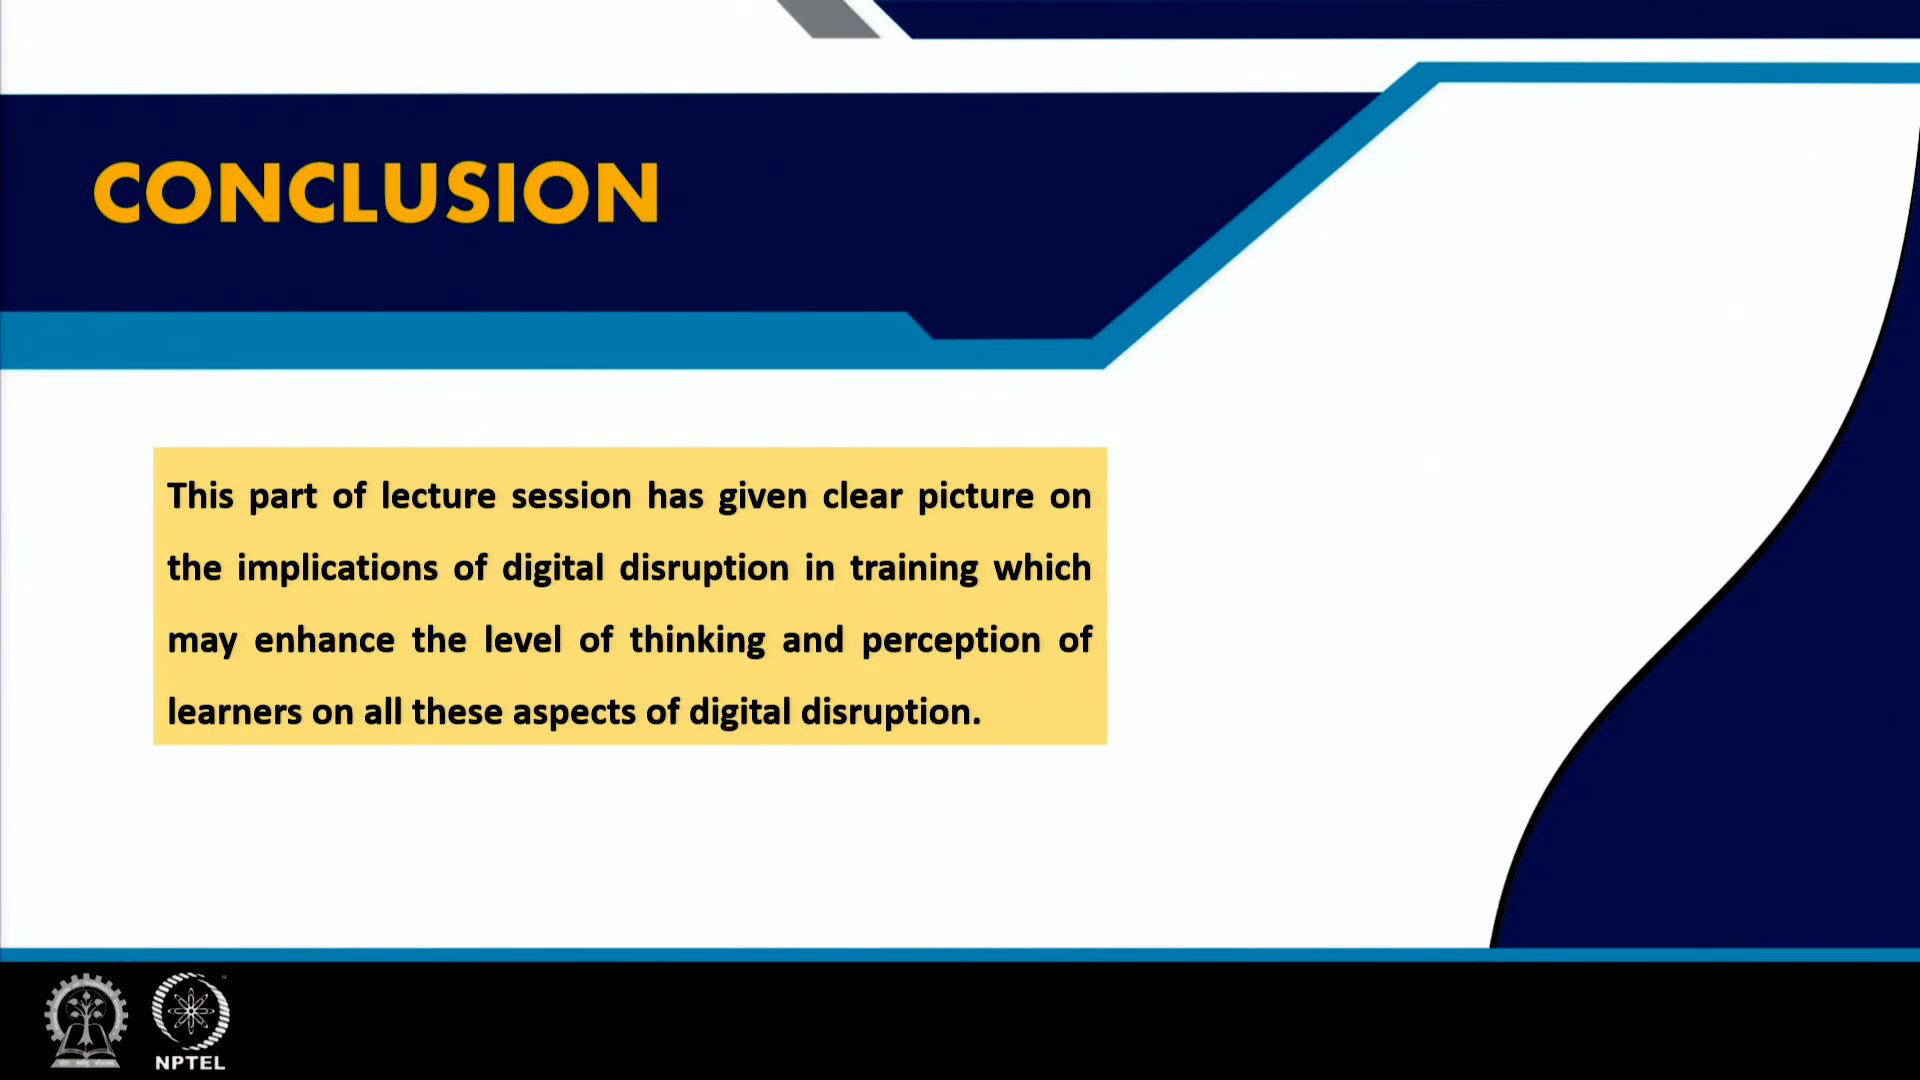 CONCLUSION
This part of lecture session has given clear picture on
the implications of digital disruption in training which
may enhance the level of thinking and perception of
learners on all these aspects of digital disruption.
NPTEL